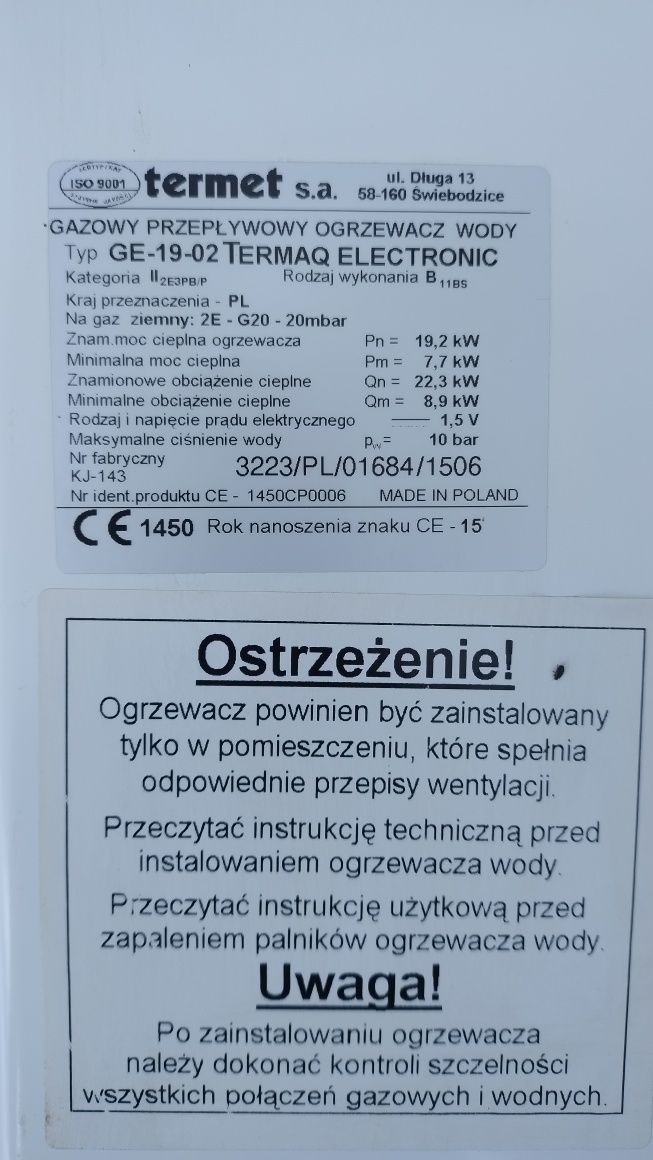 ISO 9001 termet s.a. ul. Długa 13
58-160 Świebodzice
GAZOWY PRZEPŁYWOWY OGRZEWACZ WODY
Typ GE-19-02 TERMAQ ELECTRONIC
Kategoria II2E3PB/P Rodzaj wykonania B11BS
Kraj przeznaczenia - PL
Na gaz ziemny: 2E - G20 - 20mbar
Znam.moc cieplna ogrzewacza Pn = 19,2 kW
Minimalna moc cieplna Pm = 7,7 kW
Znamionowe obciążenie cieplne Qn = 22,3 kW
Minimalne obciążenie cieplne Qm = 8,9 kW
Rodzaj i napięcie prądu elektrycznego 1,5 V
Maksymalne ciśnienie wody pw= 10 bar
Nr fabryczny 3223/PL/01684/1506
KJ-143
Nr ident.produktu CE - 1450CP0006 MADE IN POLAND
CE 1450 Rok nanoszenia znaku CE - 15
Ostrzeżenie!
Ogrzewacz powinien być zainstalowany
tylko w pomieszczeniu, które spełnia
odpowiednie przepisy wentylacji.
Przeczytać instrukcję techniczną przed
instalowaniem ogrzewacza wody.
Przeczytać instrukcję użytkową przed
zapaleniem palników ogrzewacza wody.
Uwaga!
Po zainstalowaniu ogrzewacza
należy dokonać kontroli szczelności
wszystkich połączeń gazowych i wodnych.